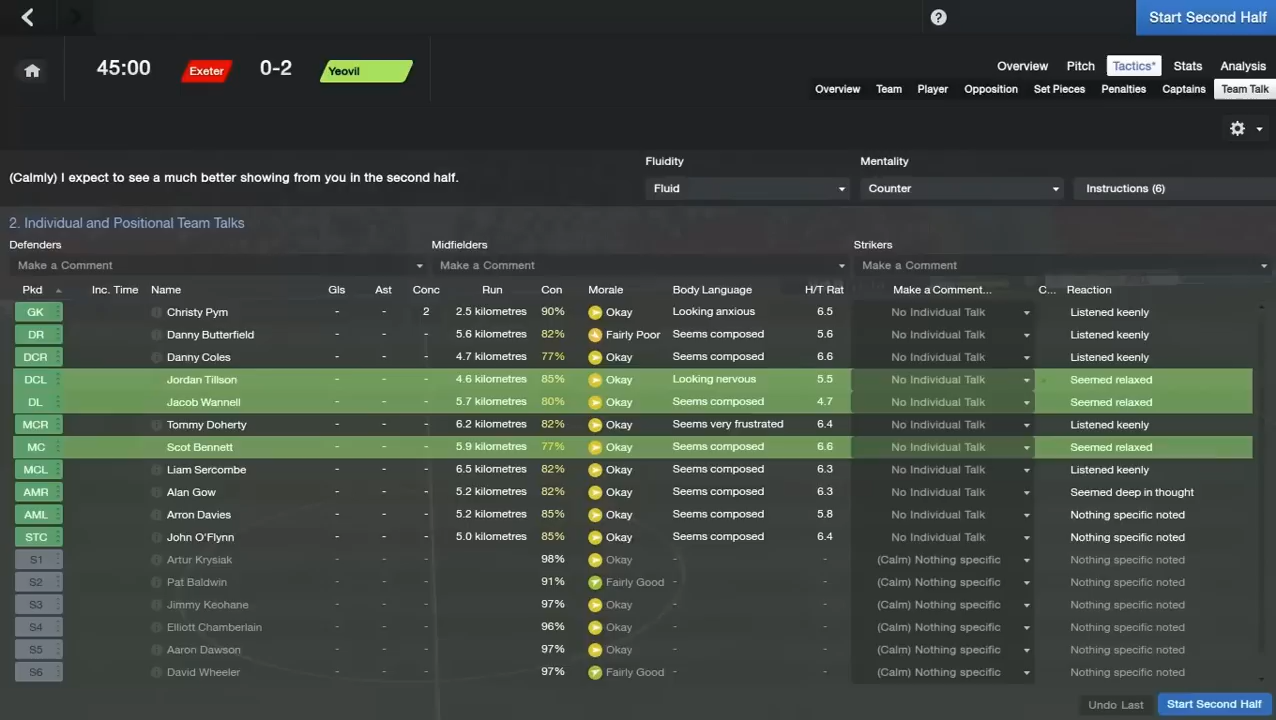 Start Second Half
45:00 Exeter 0-2 Yeovil
Overview Pitch Tactics* Stats Analysis
Overview Team Player Opposition Set Pieces Penalties Captains Team Talk
Fluidity Mentality
(Calmly) I expect to see a much better showing from you in the second half.
Fluid Counter Instructions (6)
2. Individual and Positional Team Talks
Defenders Midfielders Strikers
Make a Comment Make a Comment Make a Comment
Pkd Inc. Time Name Gls Ast Conc Run Con Morale Body Language H/T Rat Make a Comment... C... Reaction
GK Christy Pym - - 2 2.5 kilometres 90% Okay Looking anxious 6.5 No Individual Talk Listened keenly
DR Danny Butterfield - - - 5.6 kilometres 82% Fairly Poor Seems composed 5.6 No Individual Talk Listened keenly
DCR Danny Coles - - - 4.7 kilometres 77% Okay Seems composed 6.6 No Individual Talk Listened keenly
DCL Jordan Tillson - - - 4.6 kilometres 85% Okay Looking nervous 5.5 No Individual Talk Seemed relaxed
DL Jacob Wannell - - - 5.7 kilometres 80% Okay Seems composed 4.7 No Individual Talk Seemed relaxed
MCR Tommy Doherty - - - 6.2 kilometres 82% Okay Seems very frustrated 6.4 No Individual Talk Listened keenly
MC Scot Bennett - - - 5.9 kilometres 77% Okay Seems composed 6.6 No Individual Talk Seemed relaxed
MCL Liam Sercombe - - - 6.5 kilometres 82% Okay Seems composed 6.3 No Individual Talk Listened keenly
AMR Alan Gow - - - 5.2 kilometres 82% Okay Seems composed 6.3 No Individual Talk Seemed deep in thought
AML Arron Davies - - - 5.2 kilometres 85% Okay Seems composed 5.8 No Individual Talk Nothing specific noted
STC John O'Flynn - - - 5.0 kilometres 85% Okay Seems composed 6.4 No Individual Talk Nothing specific noted
S1 Artur Krysiak - - - 98% Okay - - (Calm) Nothing specific Nothing specific noted
S2 Pat Baldwin - - - 91% Fairly Good - - (Calm) Nothing specific Nothing specific noted
S3 Jimmy Keohane - - - 97% Okay - - (Calm) Nothing specific Nothing specific noted
S4 Elliott Chamberlain - - - 96% Okay - - (Calm) Nothing specific Nothing specific noted
S5 Aaron Dawson - - - 97% Okay - - (Calm) Nothing specific Nothing specific noted
S6 David Wheeler - - - 97% Fairly Good - - (Calm) Nothing specific Nothing specific noted
Undo Last Start Second Half